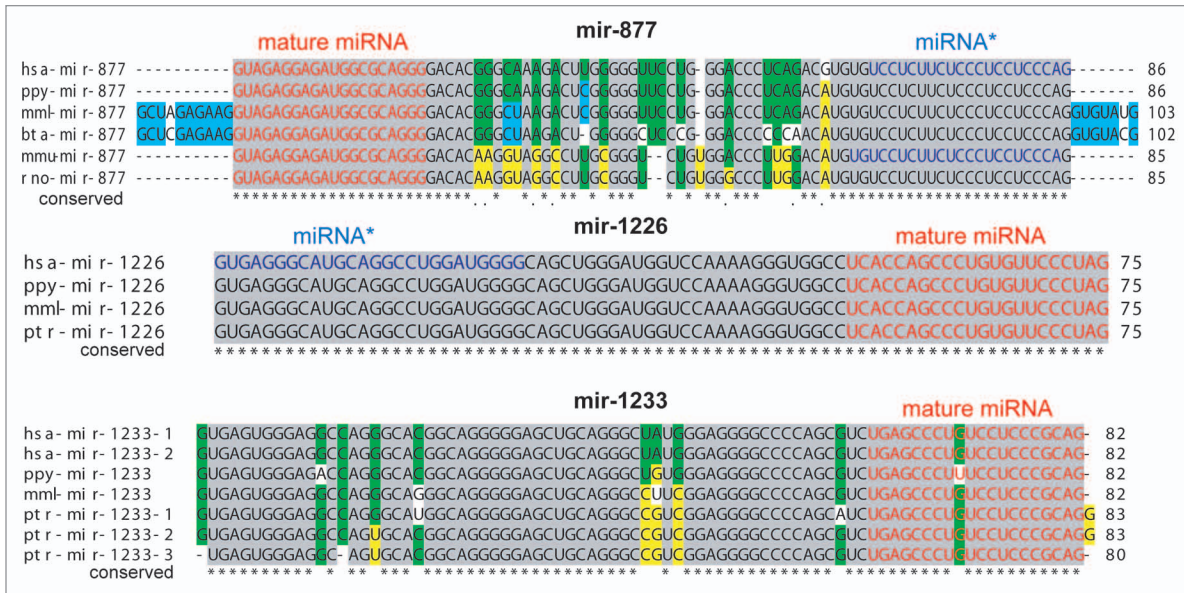 mir-877
mature miRNA miRNA*
hsa-mir-877 ----------GUAGAGGAGAUGGCGCAGGGGACACGGGCAAAGACUUGGGGGUUCCUG-GGACCCUCAGACGUGUGUCCUCUUCUCCCUCCUCCCAG------- 86
ppy-mir-877 ----------GUAGAGGAGAUGGCGCAGGGGACACGGGCAAAGACUCGGGGGUUCCUG-GGACCCUCAGACGUGUGUCCUCUUCUCCCUCCUCCCAG------- 86
mml-mir-877 GCUAGAGAAGGUAGAGGAGAUGGCGCAGGGGACACGGGCUAAGACUCGGGGGUUCCUG-GGACCCUCAGACAUGUGUCCUCUUCUCCCUCCUCCCAGGUGUAUG 103
bta-mir-877 GCUCGAGAAGGUAGAGGAGAUGGCGCAGGGGACACGGGCUAAGACU-GGGGGCUCCCG-GGACCCCCCAACAUGUGUCCUCUUCUCCCUCCUCCCAGGUGUACG 102
mmu-mir-877 ----------GUAGAGGAGAUGGCGCAGGGGACACAAGGUAGGCCUUGCGGGU--CUGUGGACCCUUGGACAUGUGUCCUCUUCUCCCUCCUCCCAG------- 85
rno-mir-877 ----------GUAGAGGAGAUGGCGCAGGGGACACAAGGUAGGCCUUGCGGGU--CUGUGGGCCCUUGGACAUGUGUCCUCUUCUCCCUCCUCCCAG------- 85
conserved *************************..*  *.* ** * ***   * * **.***   .**.*************************
mir-1226
miRNA* mature miRNA
hsa-mir-1226 GUGAGGGCAUGCAGGCCUGGAUGGGGCAGCUGGGAUGGUCCAAAAGGGUGGCCUCACCAGCCCUGUGUUCCCUAG 75
ppy-mir-1226 GUGAGGGCAUGCAGGCCUGGAUGGGGCAGCUGGGAUGGUCCAAAAGGGUGGCCUCACCAGCCCUGUGUUCCCUAG 75
mml-mir-1226 GUGAGGGCAUGCAGGCCUGGAUGGGGCAGCUGGGAUGGUCCAAAAGGGUGGCCUCACCAGCCCUGUGUUCCCUAG 75
ptr-mir-1226 GUGAGGGCAUGCAGGCCUGGAUGGGGCAGCUGGGAUGGUCCAAAAGGGUGGCCUCACCAGCCCUGUGUUCCCUAG 75
conserved ***************************************************************************
mir-1233
mature miRNA
hsa-mir-1233-1 GUGAGUGGGAGGCCAGGGCACGGCAGGGGGAGCUGCAGGGCUAUGGGAGGGGCCCCAGCGUCUGAGCCCUGUCCUCCCGCAG- 82
hsa-mir-1233-2 GUGAGUGGGAGGCCAGGGCACGGCAGGGGGAGCUGCAGGGCUAUGGGAGGGGCCCCAGCGUCUGAGCCCUGUCCUCCCGCAG- 82
ppy-mir-1233 GUGAGUGGGAGACCAGGGCACGGCAGGGGGAGCUGCAGGGCUGUGGGAGGGGCCCCAGCGUCUGAGCCCUUUCCUCCCGCAG- 82
mml-mir-1233 GUGAGUGGGAGGCCAGGGCAGGGCAGGGGGAGCUGCAGGGCCUUCGGAGGGGCCCCAGCGUCUGAGCCCUGUCCUCCCGCAG- 82
ptr-mir-1233-1 GUGAGUGGGAGGCCAGGGCAUGGCAGGGGGAGCUGCAGGGCCGUCGGAGGGGCCCCAGCAUCUGAGCCCUGUCCUCCCGCAGG 83
ptr-mir-1233-2 GUGAGUGGGAGGCCAGUGCACGGCAGGGGGAGCUGCAGGGCCGUCGGAGGGGCCCCAGCGUCUGAGCCCUGUCCUCCCGCAGG 83
ptr-mir-1233-3 -UGAGUGGGAGGC-AGUGCACGGCAGGGGGAGCUGCAGGGCCGUCGGAGGGGCCCCAGCGUCUGAGCCCUGUCCUCCCGCAG- 80
conserved ********** * ** *** ********************  * ************** ********** ***********